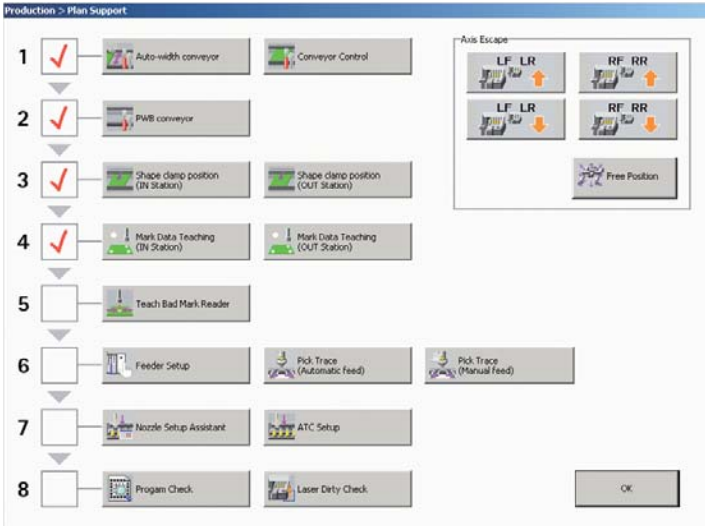 Production > Plan Support
1
Auto-width conveyor
Conveyor Control
2
PWB conveyor
3
Shape clamp position
(IN Station)
Shape clamp position
(OUT Station)
4
Mark Data Teaching
(IN Station)
Mark Data Teaching
(OUT Station)
5
Teach Bad Mark Reader
6
Feeder Setup
Pick Trace
(Automatic feed)
Pick Trace
(Manual feed)
7
Nozzle Setup Assistant
ATC Setup
8
Progam Check
Laser Dirty Check
Axis Escape
LF LR
RF RR
LF LR
RF RR
Free Position
OK